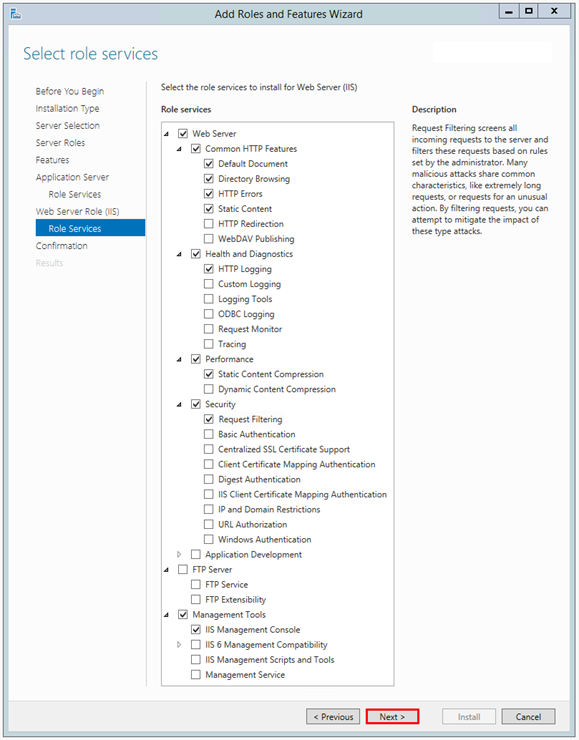 Add Roles and Features Wizard
Select role services
Before You Begin
Installation Type
Server Selection
Server Roles
Features
Application Server
Role Services
Web Server Role (IIS)
Role Services
Confirmation
Results
Select the role services to install for Web Server (IIS)
Role services
Web Server
Common HTTP Features
Default Document
Directory Browsing
HTTP Errors
Static Content
HTTP Redirection
WebDAV Publishing
Health and Diagnostics
HTTP Logging
Custom Logging
Logging Tools
ODBC Logging
Request Monitor
Tracing
Performance
Static Content Compression
Dynamic Content Compression
Security
Request Filtering
Basic Authentication
Centralized SSL Certificate Support
Client Certificate Mapping Authentication
Digest Authentication
IIS Client Certificate Mapping Authentication
IP and Domain Restrictions
URL Authorization
Windows Authentication
Application Development
FTP Server
FTP Service
FTP Extensibility
Management Tools
IIS Management Console
IIS 6 Management Compatibility
IIS Management Scripts and Tools
Management Service
Description
Request Filtering screens all
incoming requests to the server and
filters these requests based on rules
set by the administrator. Many
malicious attacks share common
characteristics, like extremely long
requests, or requests for an unusual
action. By filtering requests, you can
attempt to mitigate the impact of
these type attacks.
< Previous
Next >
Install
Cancel